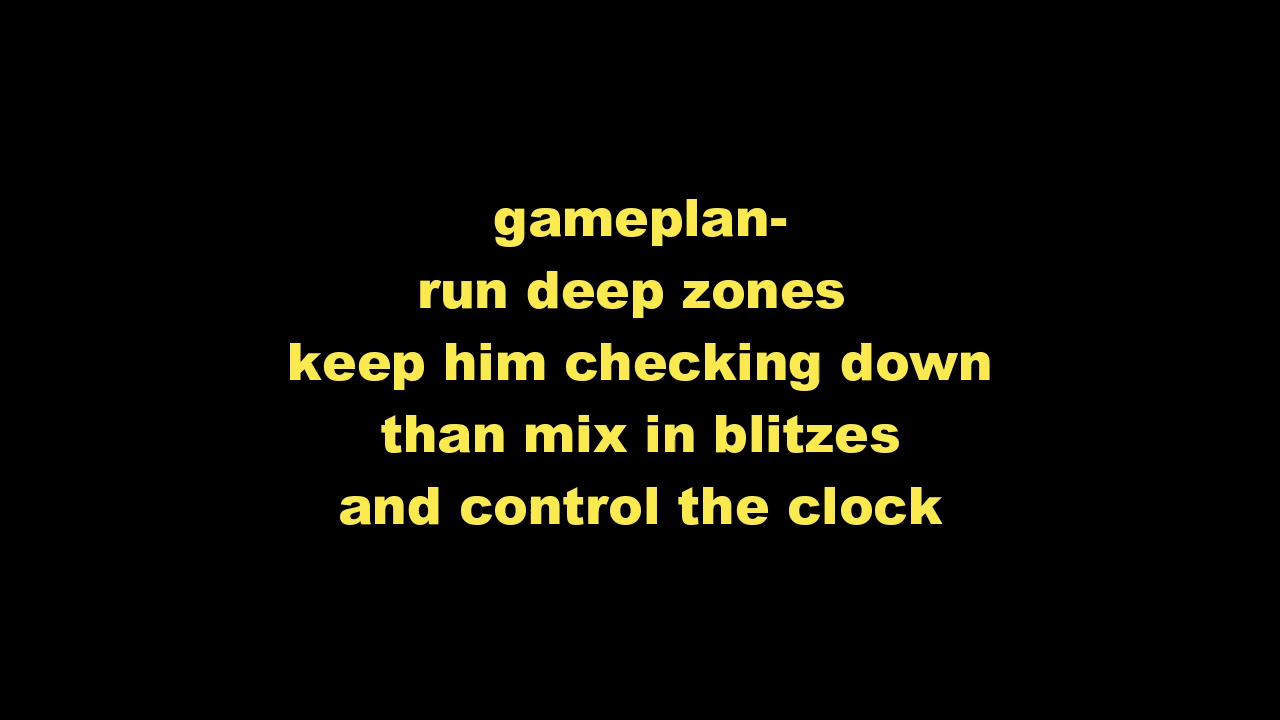 gameplan-
run deep zones
keep him checking down
than mix in blitzes
and control the clock